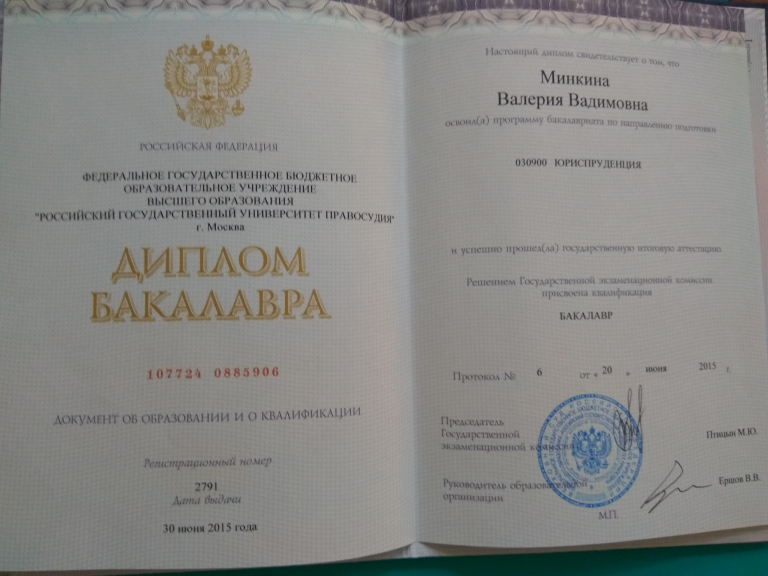 РОССИЙСКАЯ ФЕДЕРАЦИЯ
ФЕДЕРАЛЬНОЕ ГОСУДАРСТВЕННОЕ БЮДЖЕТНОЕ
ОБРАЗОВАТЕЛЬНОЕ УЧРЕЖДЕНИЕ
ВЫСШЕГО ОБРАЗОВАНИЯ
"РОССИЙСКИЙ ГОСУДАРСТВЕННЫЙ УНИВЕРСИТЕТ ПРАВОСУДИЯ"
г. Москва
ДИПЛОМ
БАКАЛАВРА
107724 0885906
ДОКУМЕНТ ОБ ОБРАЗОВАНИИ И О КВАЛИФИКАЦИИ
Регистрационный номер
2791
Дата выдачи
30 июня 2015 года
Настоящий диплом свидетельствует о том, что
Минкина
Валерия Вадимовна
освоил(а) программу бакалавриата по направлению подготовки
030900 ЮРИСПРУДЕНЦИЯ
и успешно прошел(ла) государственную итоговую аттестацию
Решением Государственной экзаменационной комиссии
присвоена квалификация
БАКАЛАВР
Протокол № 6 от « 20 » июня 2015 г.
Председатель
Государственной
экзаменационной комиссии
Птицын М.Ю.
Руководитель образовательной
организации
Ершов В.В.
М.П.